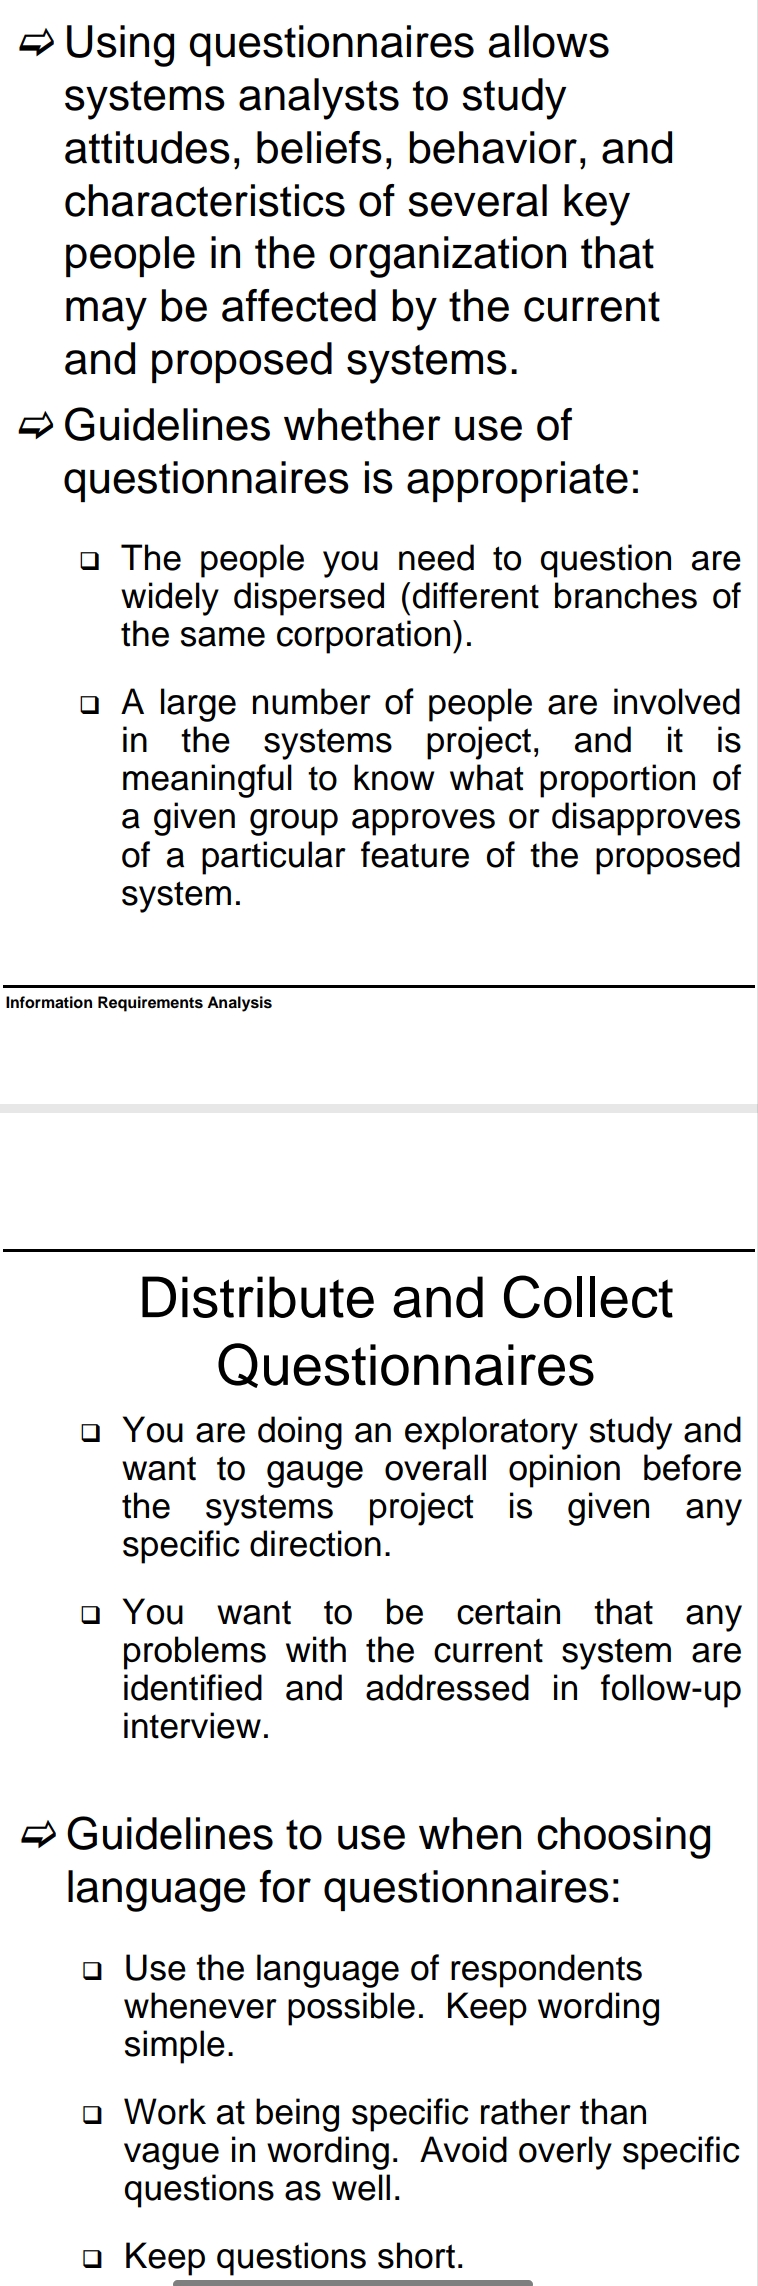 ⇨ Using questionnaires allows
systems analysts to study
attitudes, beliefs, behavior, and
characteristics of several key
people in the organization that
may be affected by the current
and proposed systems.
⇨ Guidelines whether use of
questionnaires is appropriate:
❑ The people you need to question are
widely dispersed (different branches of
the same corporation).
❑ A large number of people are involved
in the systems project, and it is
meaningful to know what proportion of
a given group approves or disapproves
of a particular feature of the proposed
system.
Information Requirements Analysis
Distribute and Collect
Questionnaires
❑ You are doing an exploratory study and
want to gauge overall opinion before
the systems project is given any
specific direction.
❑ You want to be certain that any
problems with the current system are
identified and addressed in follow-up
interview.
⇨ Guidelines to use when choosing
language for questionnaires:
❑ Use the language of respondents
whenever possible. Keep wording
simple.
❑ Work at being specific rather than
vague in wording. Avoid overly specific
questions as well.
❑ Keep questions short.